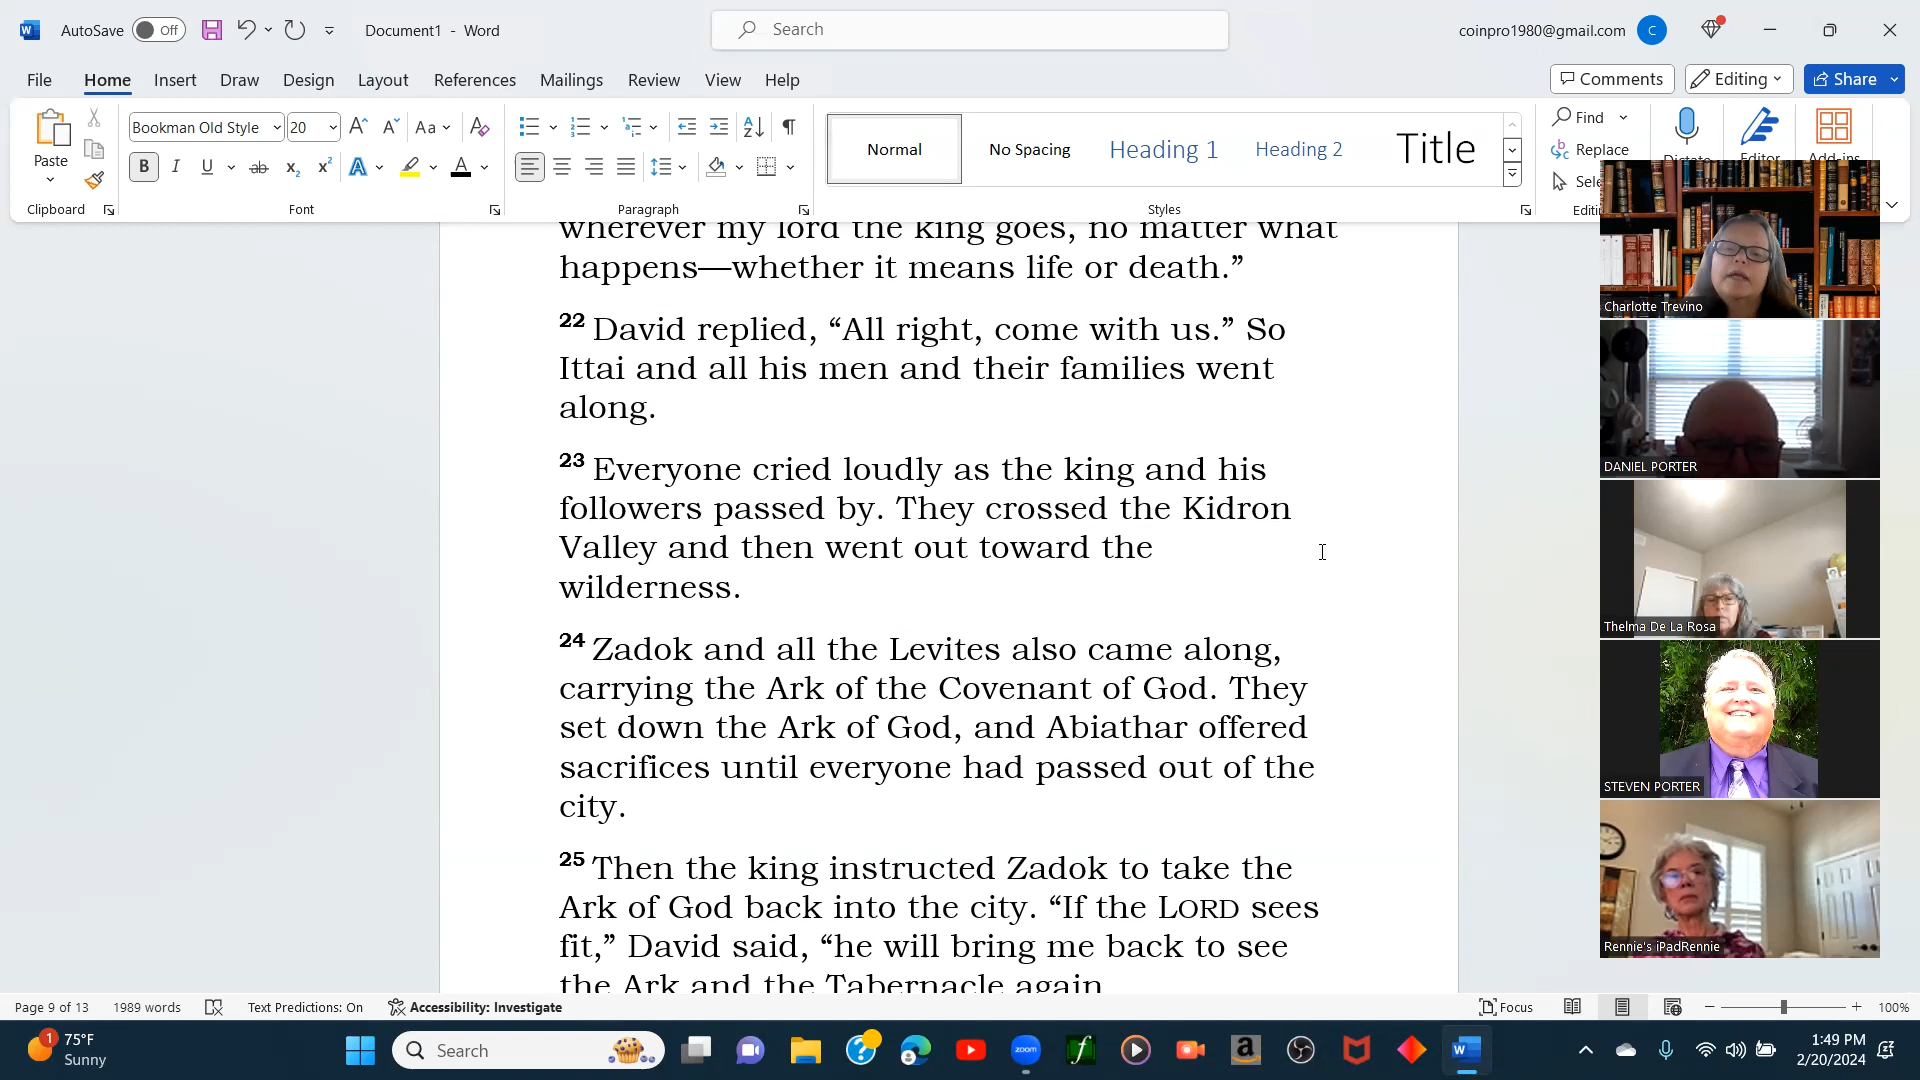 AutoSave Off Document1 - Word Search coinpro1980@gmail.com C
File Home Insert Draw Design Layout References Mailings Review View Help Comments Editing Share
Paste Bookman Old Style 20 Aa Normal No Spacing Heading 1 Heading 2 Title Find Replace Dictate Editor Add-ins
Clipboard Font Paragraph Styles
wherever my lord the king goes, no matter what
happens—whether it means life or death.”
22 David replied, “All right, come with us.” So
Ittai and all his men and their families went
along.
23 Everyone cried loudly as the king and his
followers passed by. They crossed the Kidron
Valley and then went out toward the
wilderness.
24 Zadok and all the Levites also came along,
carrying the Ark of the Covenant of God. They
set down the Ark of God, and Abiathar offered
sacrifices until everyone had passed out of the
city.
25 Then the king instructed Zadok to take the
Ark of God back into the city. “If the LORD sees
fit,” David said, “he will bring me back to see
the Ark and the Tabernacle again.
Charlotte Trevino
DANIEL PORTER
Thelma De La Rosa
STEVEN PORTER
Rennie's iPadRennie
Page 9 of 13 1989 words Text Predictions: On Accessibility: Investigate Focus 100%
1 75°F
Sunny
Search
zoom
1:49 PM
2/20/2024